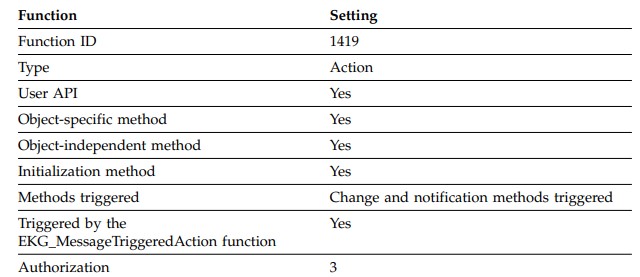 Function Setting
Function ID 1419
Type Action
User API Yes
Object-specific method Yes
Object-independent method Yes
Initialization method Yes
Methods triggered Change and notification methods triggered
Triggered by the Yes
EKG_MessageTriggeredAction function
Authorization 3